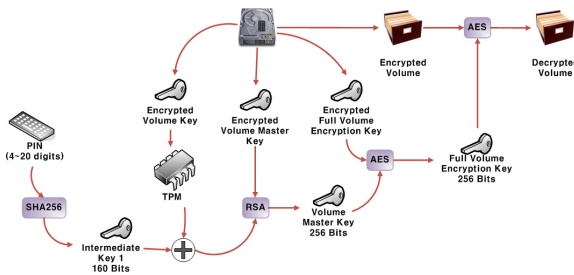 AES
Encrypted
Volume
Decrypted
Volume
Encrypted
Volume Key
Encrypted
Volume Master
Key
Encrypted
Full Volume
Encryption Key
PIN
(4~20 digits)
AES
Full Volume
Encryption Key
256 Bits
TPM
SHA256
RSA
Volume
Master Key
256 Bits
Intermediate
Key 1
160 Bits